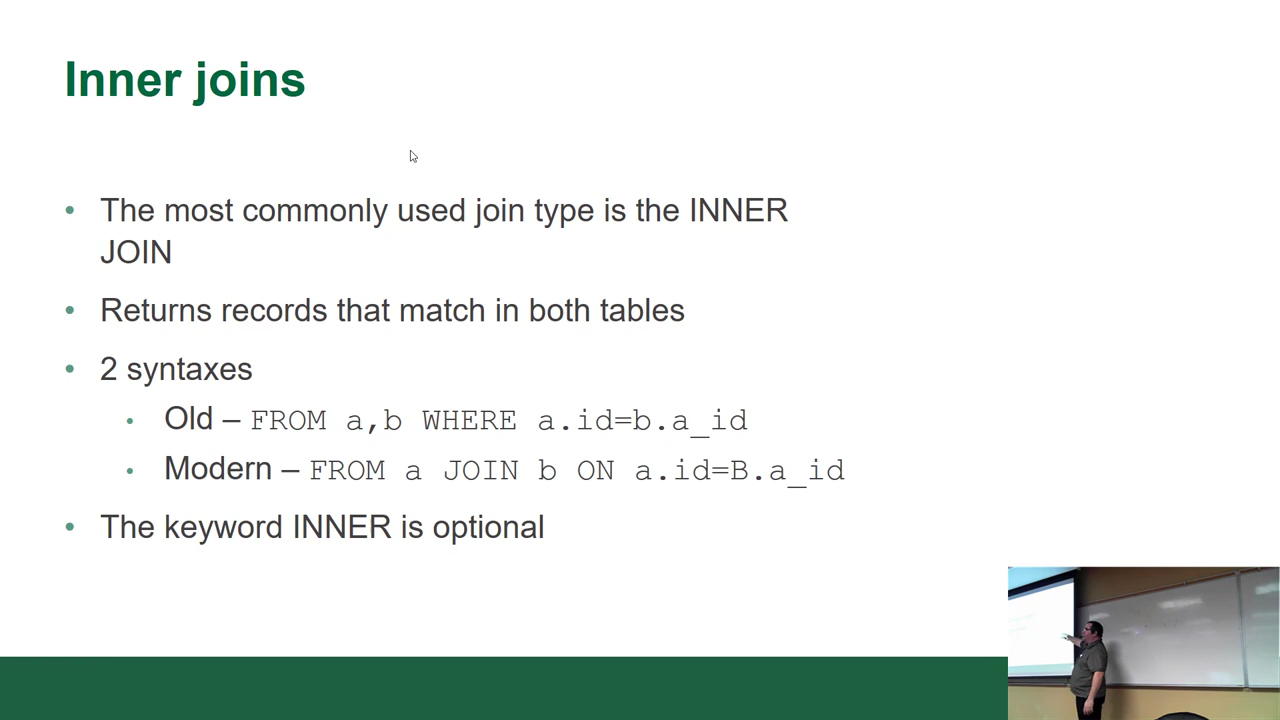 Inner joins
• The most commonly used join type is the INNER
JOIN
• Returns records that match in both tables
• 2 syntaxes
• Old – FROM a,b WHERE a.id=b.a_id
• Modern – FROM a JOIN b ON a.id=B.a_id
• The keyword INNER is optional